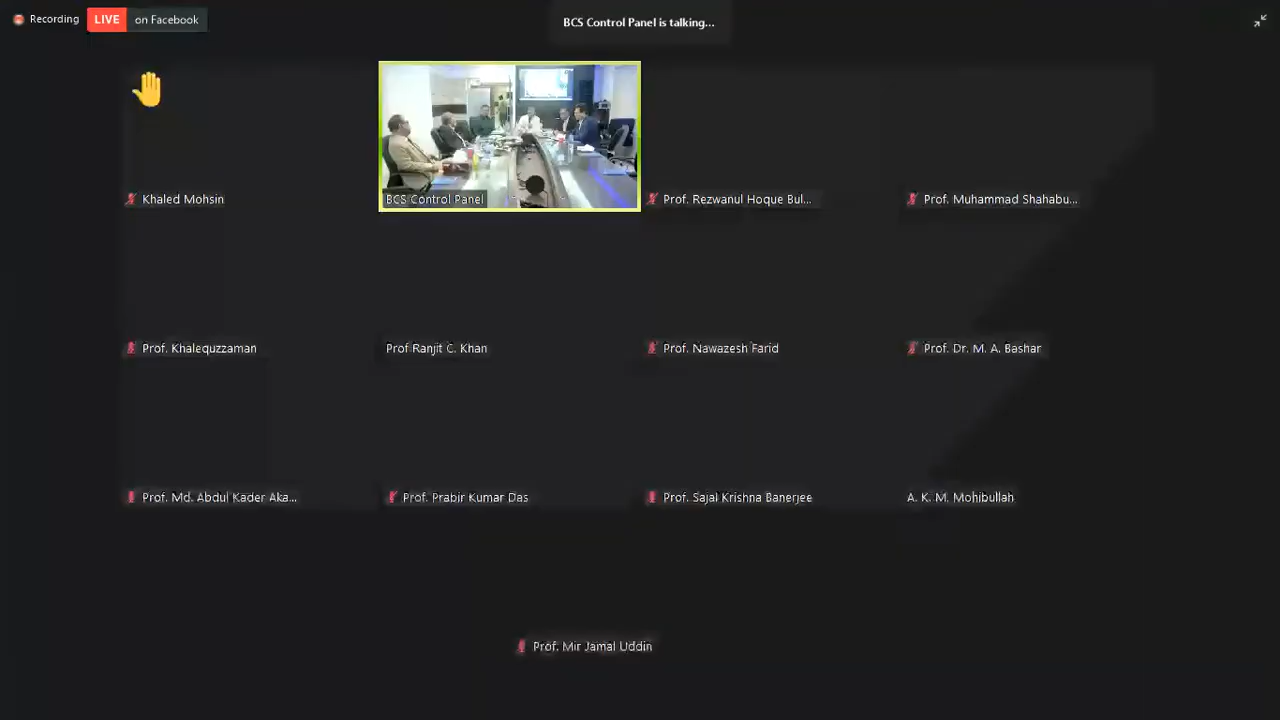 Recording
LIVE on Facebook
BCS Control Panel is talking...
Khaled Mohsin
BCS Control Panel
Prof. Rezwanul Hoque Bul...
Prof. Muhammad Shahabu...
Prof. Khalequzzaman
Prof Ranjit C. Khan
Prof. Nawazesh Farid
Prof. Dr. M. A. Bashar
Prof. Md. Abdul Kader Aka...
Prof. Prabir Kumar Das
Prof. Sajal Krishna Banerjee
A. K. M. Mohibullah
Prof. Mir Jamal Uddin